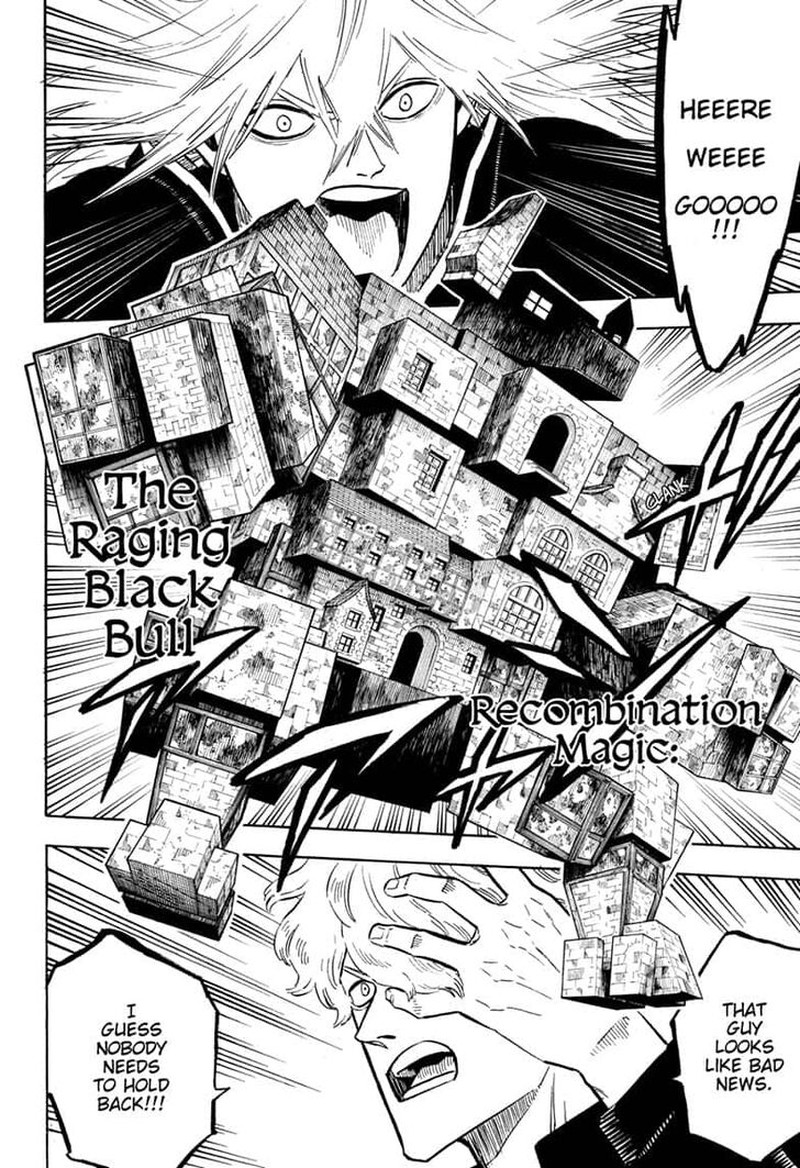 HEEERE
WEEEE
GOOOOO
!!!
CLANK
Recombination
Magic:
The
Raging
Black
Bull
THAT
GUY
LOOKS
LIKE BAD
NEWS.
I
GUESS
NOBODY
NEEDS
TO HOLD
BACK!!!